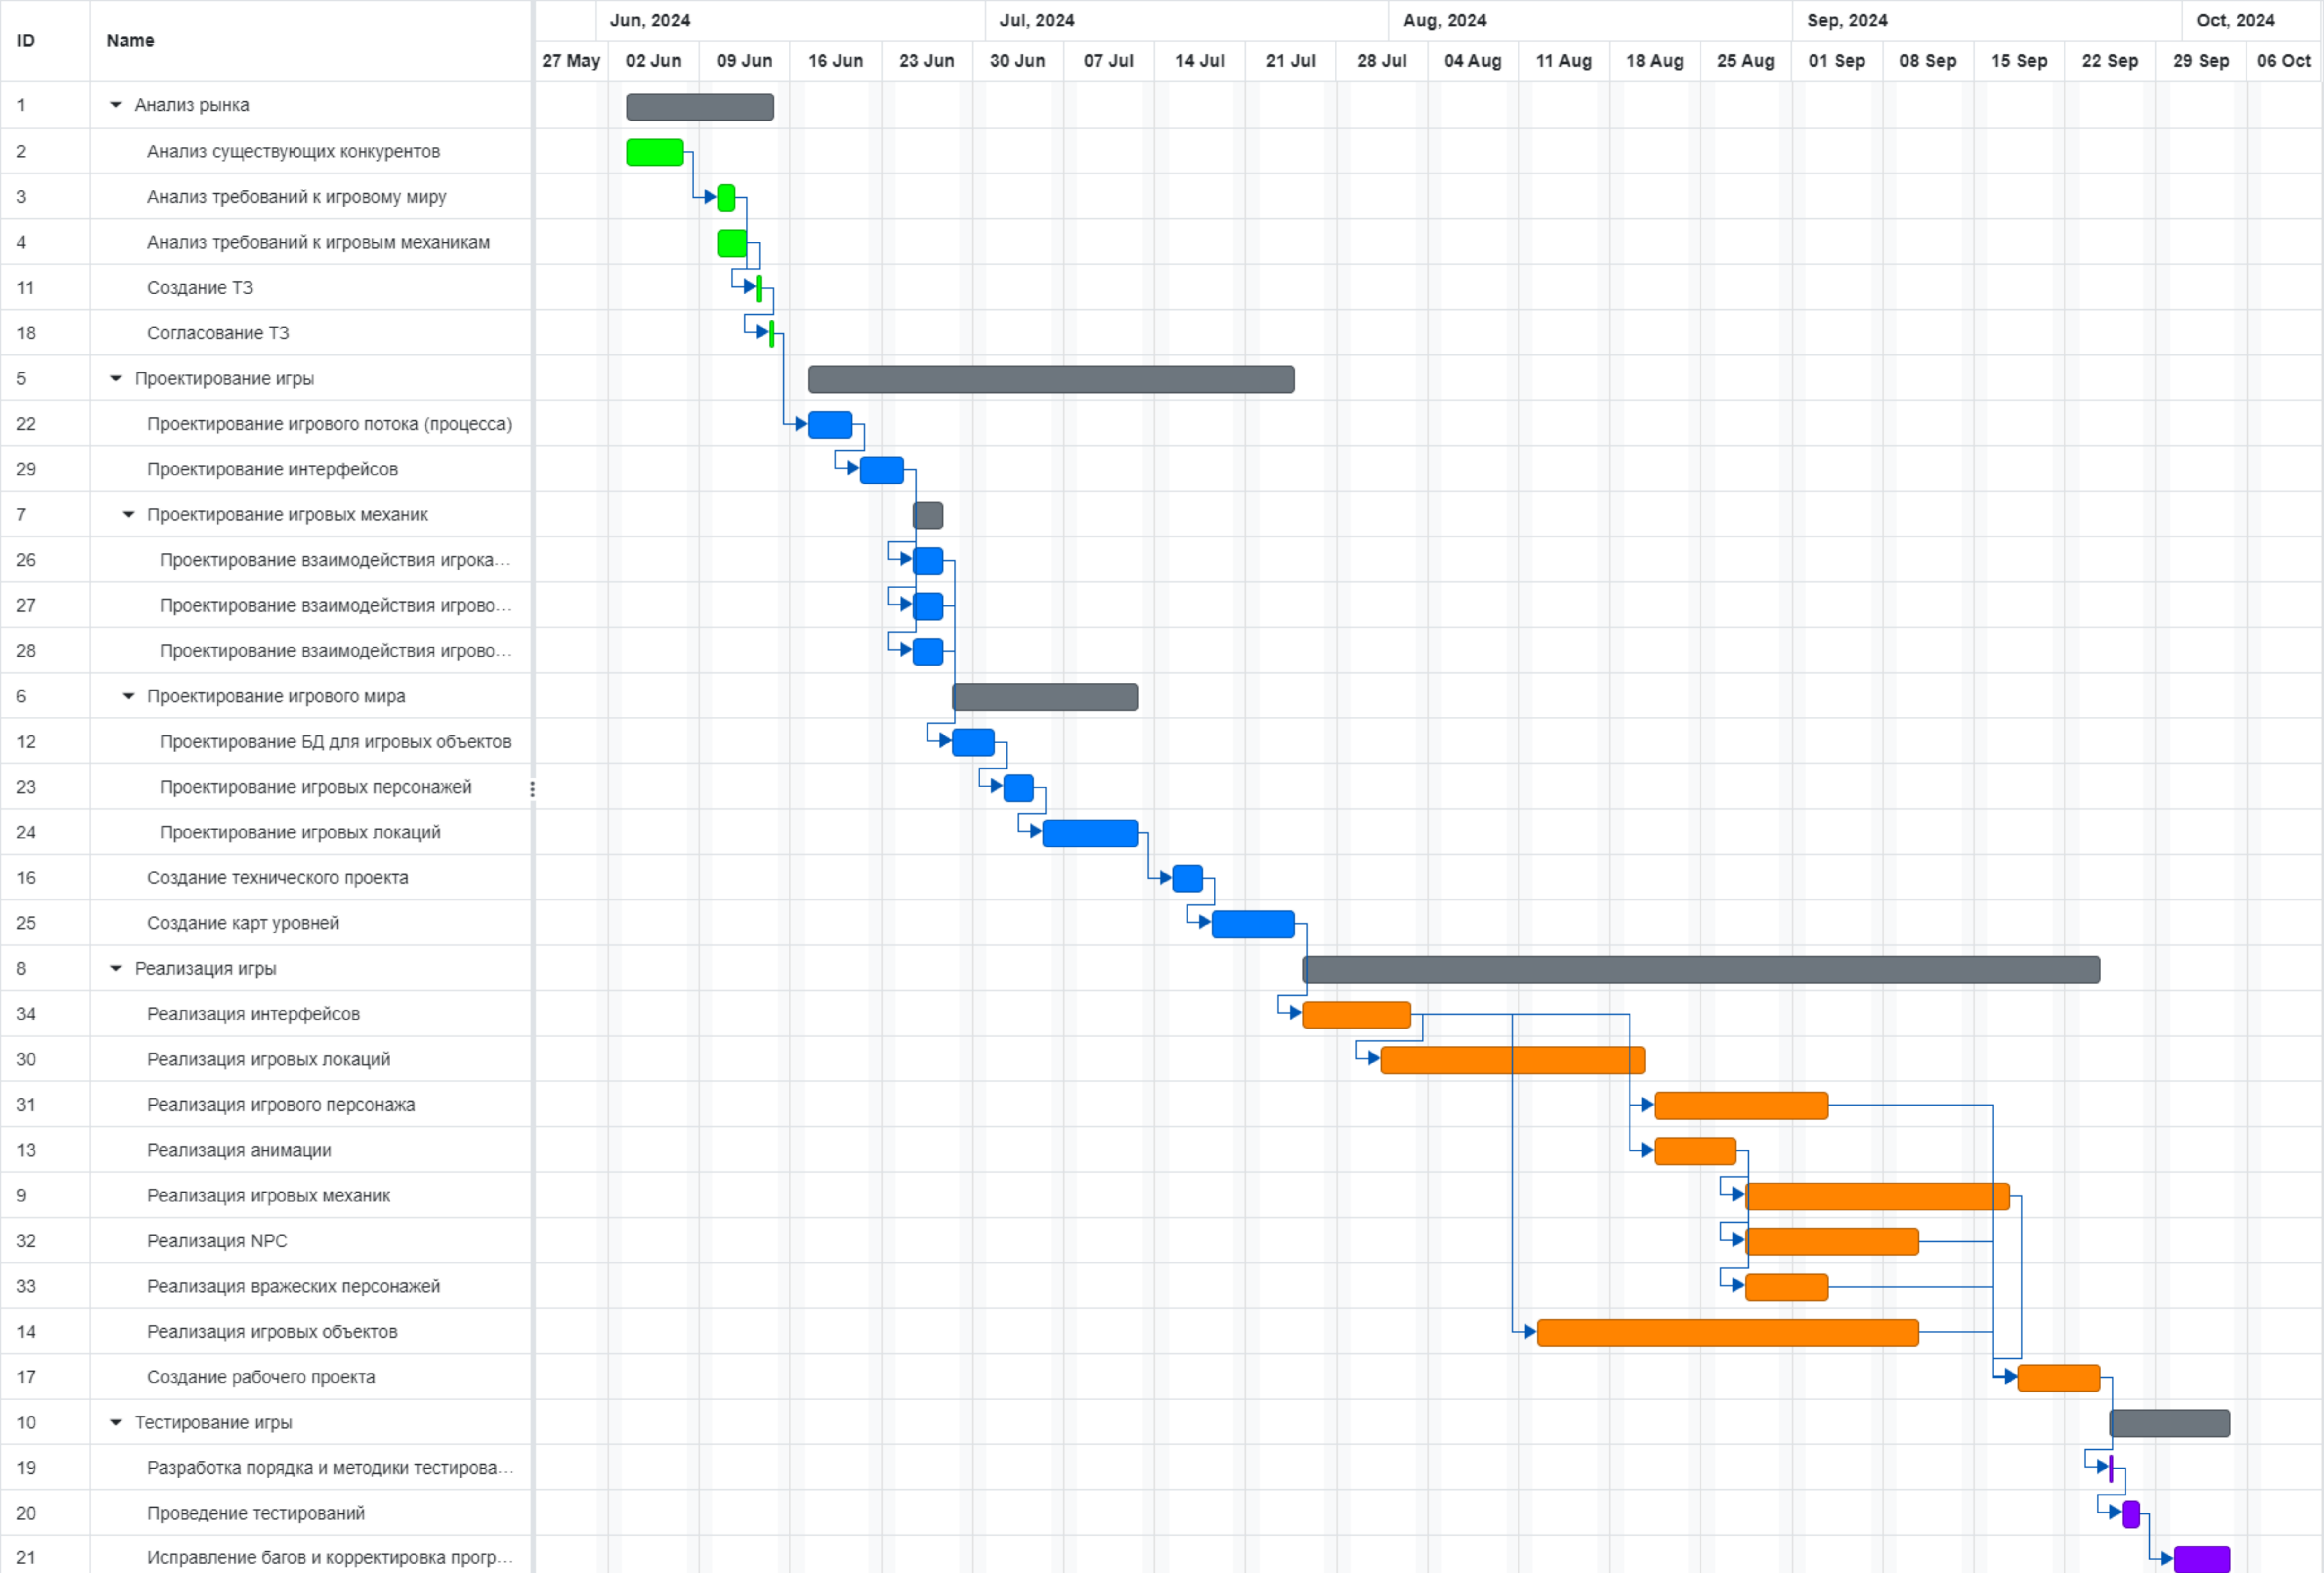 ID Name Jun, 2024 Jul, 2024 Aug, 2024 Sep, 2024 Oct, 2024
27 May 02 Jun 09 Jun 16 Jun 23 Jun 30 Jun 07 Jul 14 Jul 21 Jul 28 Jul 04 Aug 11 Aug 18 Aug 25 Aug 01 Sep 08 Sep 15 Sep 22 Sep 29 Sep 06 Oct
1 Анализ рынка
2 Анализ существующих конкурентов
3 Анализ требований к игровому миру
4 Анализ требований к игровым механикам
11 Создание ТЗ
18 Согласование ТЗ
5 Проектирование игры
22 Проектирование игрового потока (процесса)
29 Проектирование интерфейсов
7 Проектирование игровых механик
26 Проектирование взаимодействия игрока...
27 Проектирование взаимодействия игрово...
28 Проектирование взаимодействия игрово...
6 Проектирование игрового мира
12 Проектирование БД для игровых объектов
23 Проектирование игровых персонажей
24 Проектирование игровых локаций
16 Создание технического проекта
25 Создание карт уровней
8 Реализация игры
34 Реализация интерфейсов
30 Реализация игровых локаций
31 Реализация игрового персонажа
13 Реализация анимации
9 Реализация игровых механик
32 Реализация NPC
33 Реализация вражеских персонажей
14 Реализация игровых объектов
17 Создание рабочего проекта
10 Тестирование игры
19 Разработка порядка и методики тестирова...
20 Проведение тестирований
21 Исправление багов и корректировка прогр...